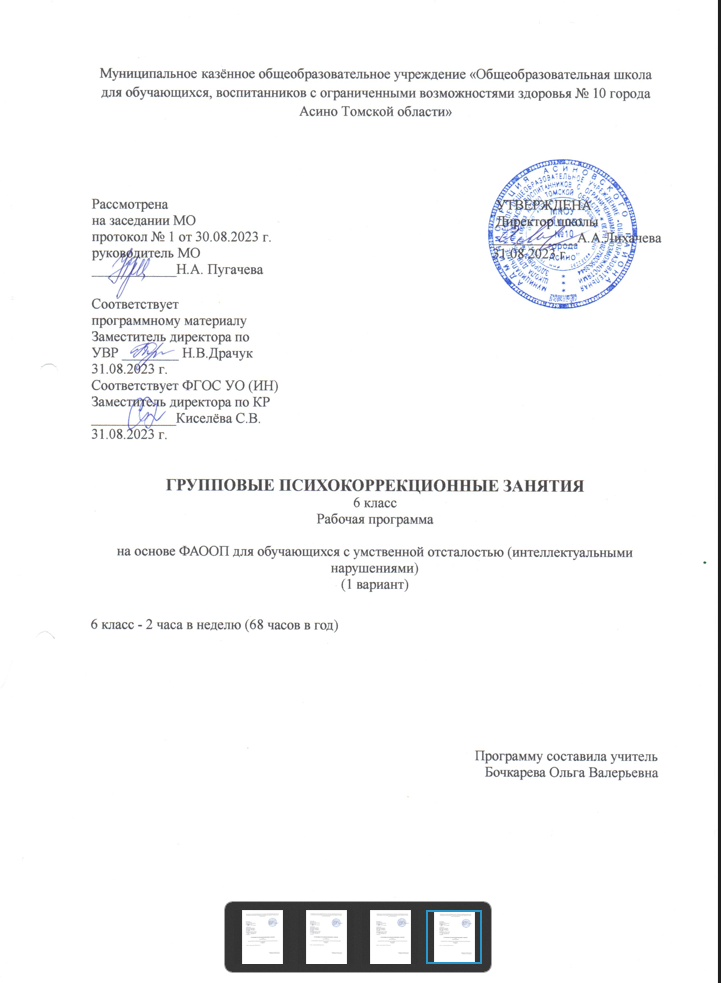 Муниципальное казённое общеобразовательное учреждение «Общеобразовательная школа
для обучающихся, воспитанников с ограниченными возможностями здоровья № 10 города
Асино Томской области»
Рассмотрена
на заседании МО
протокол № 1 от 30.08.2023 г.
руководитель МО
____________Н.А. Пугачева
УТВЕРЖДЕНА
Директор школы
А.А.Лихачева
31.08.2023 г.
МКОУ
№10
города
Асино
Соответствует
программному материалу
Заместитель директора по
УВР ________ Н.В.Драчук
31.08.2023 г.
Соответствует ФГОС УО (ИН)
Заместитель директора по КР
____________Киселёва С.В.
31.08.2023 г.
ГРУППОВЫЕ ПСИХОКОРРЕКЦИОННЫЕ ЗАНЯТИЯ
6 класс
Рабочая программа
на основе ФАООП для обучающихся с умственной отсталостью (интеллектуальными
нарушениями)
(1 вариант)
6 класс - 2 часа в неделю (68 часов в год)
Программу составила учитель
Бочкарева Ольга Валерьевна